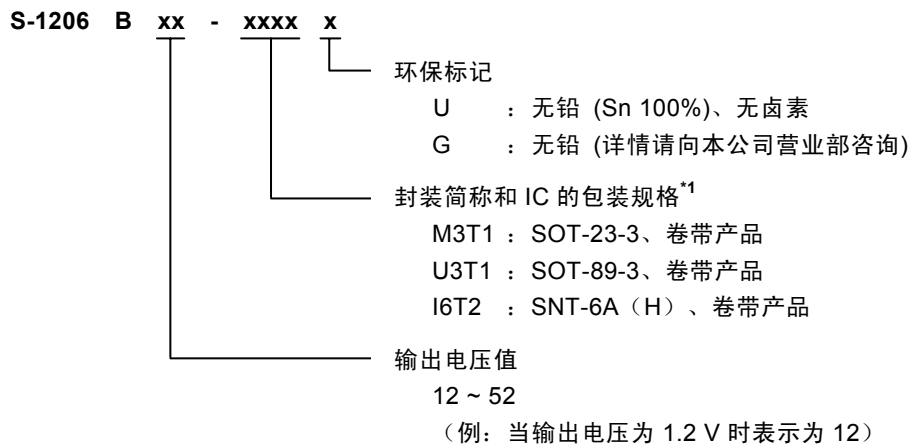 S-1206 B xx - xxxx x
环保标记
U : 无铅 (Sn 100%)、无卤素
G : 无铅 (详情请向本公司营业部咨询)
封装简称和 IC 的包装规格*1
M3T1 : SOT-23-3、卷带产品
U3T1 : SOT-89-3、卷带产品
I6T2 : SNT-6A（H）、卷带产品
输出电压值
12 ~ 52
（例：当输出电压为 1.2 V 时表示为 12）